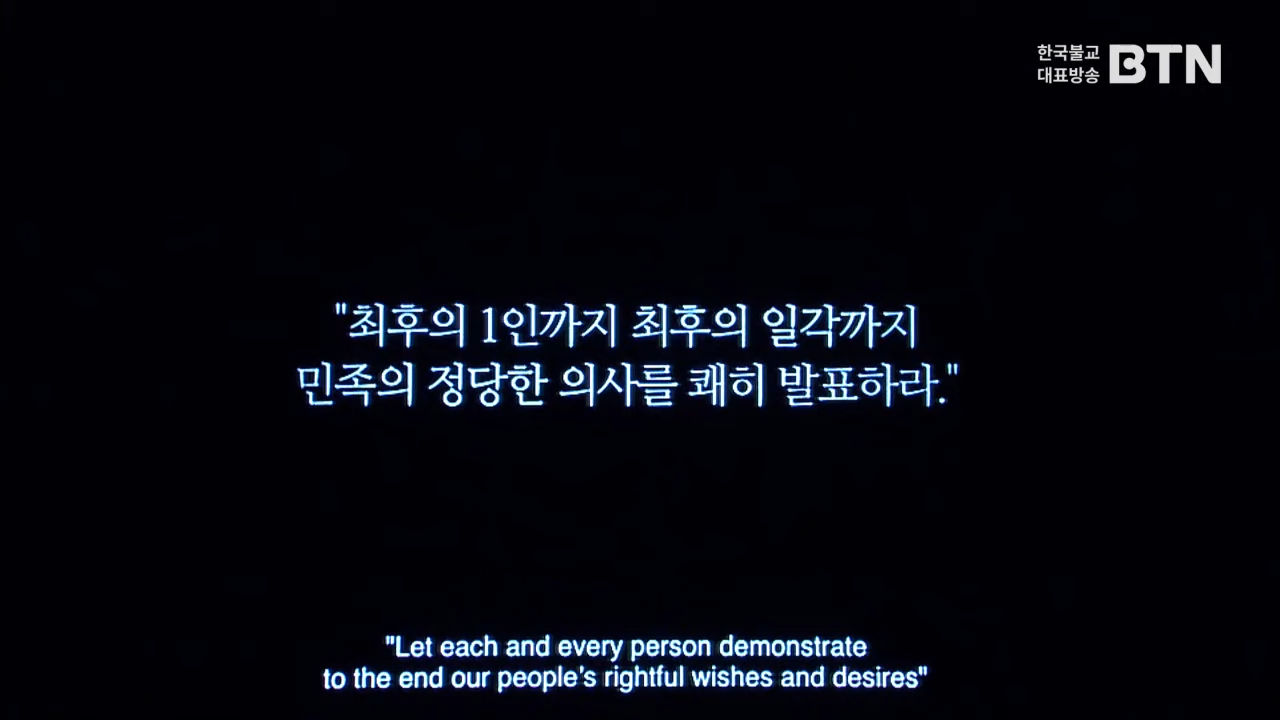 한국불교
대표방송 BTN
"최후의 1인까지 최후의 일각까지
민족의 정당한 의사를 쾌히 발표하라."
"Let each and every person demonstrate
to the end our people's rightful wishes and desires"